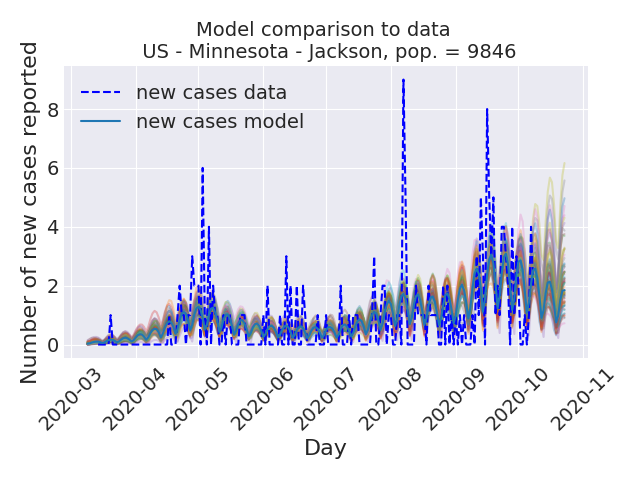 Model comparison to data
US - Minnesota - Jackson, pop. = 9846
Number of new cases reported
8
6
4
2
0
new cases data
new cases model
2020-03
2020-04
2020-05
2020-06
2020-07
2020-08
2020-09
2020-10
2020-11
Day